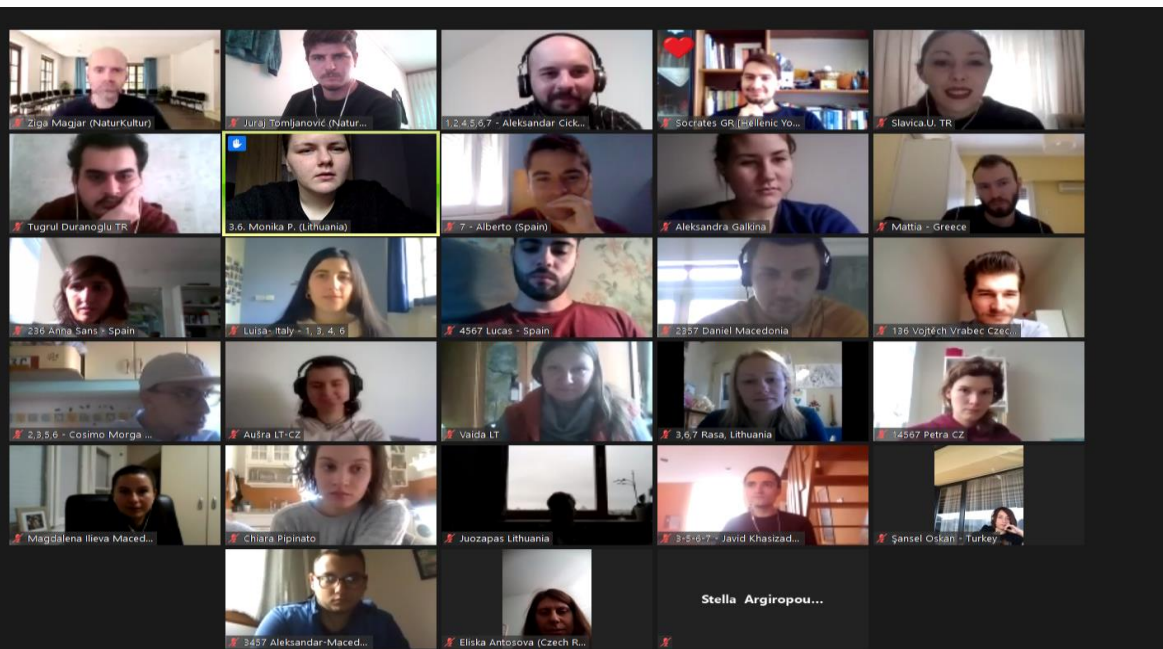 Ziga Magjar (NaturKultur)
Juraj Tomljanović (Natur...
1,2,4,5,6,7 - Aleksandar Cick...
Socrates GR (Hellenic Yo...
Slavica.U. TR
Tugrul Duranoglu TR
3.6. Monika P. (Lithuania)
7 - Alberto (Spain)
Aleksandra Galkina
Mattia - Greece
236 Anna Sans - Spain
Luisa- Italy - 1, 3, 4, 6
4567 Lucas - Spain
2357 Daniel Macedonia
136 Vojtěch Vrabec Czec...
2,3,5,6 - Cosimo Morga ...
Aušra LT-CZ
Vaida LT
3,6,7 Rasa, Lithuania
14567 Petra CZ
Magdalena Ilieva Maced...
Chiara Pipinato
Juozapas Lithuania
3-5-6-7 - Javid Khasizad...
Şansel Oskan - Turkey
3457 Aleksandar-Maced...
Eliska Antosova (Czech R...
Stella Argiropou...